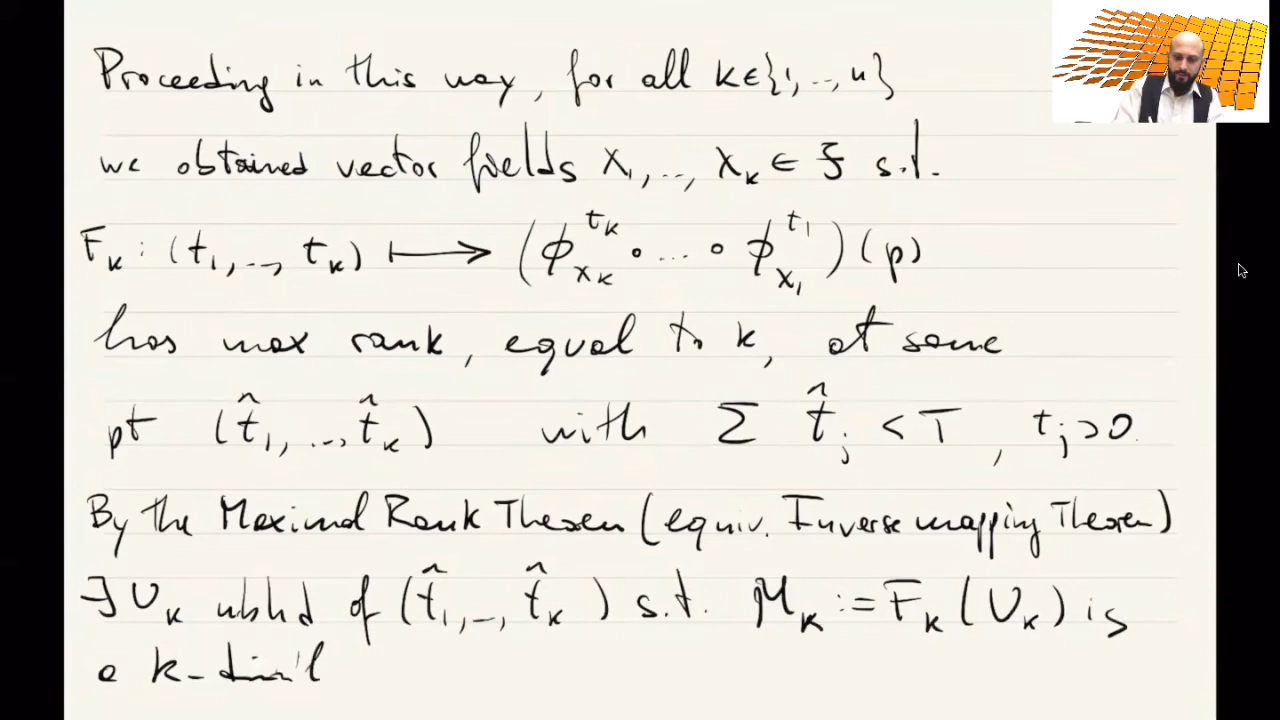 Proceeding in this way, for all k∈{1,..,n}
we obtained vector fields X₁,.., Xₖ ∈ 𝔉 s.t.
Fₖ : (t₁,.., tₖ) ⟼ (ϕ_{Xₖ}^{tₖ} ∘ ... ∘ ϕ_{X₁}^{t₁})(p)
has max rank, equal to k, at some
pt (t̂₁,..,t̂ₖ) with Σ t̂ⱼ < T, tⱼ>0.
By the Maximal Rank Theorem (equiv. Inverse mapping Theorem)
∃ Uₖ nbhd of (t̂₁,..,t̂ₖ) s.t. Mₖ := Fₖ(Uₖ) is
a k-dim'l